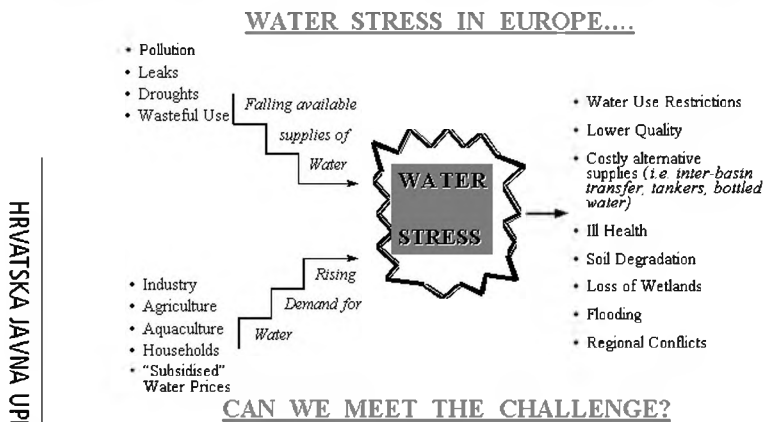 WATER STRESS IN EUROPE....
• Pollution
• Leaks
• Droughts
• Wasteful Use
Falling available
supplies of
Water
WATER
STRESS
• Industry
• Agriculture
• Aquaculture
• Households
• "Subsidised"
Water Prices
Rising
Demand for
Water
• Water Use Restrictions
• Lower Quality
• Costly alternative
supplies (i.e. inter-basin
transfer, tankers, bottled
water)
• Ill Health
• Soil Degradation
• Loss of Wetlands
• Flooding
• Regional Conflicts
CAN WE MEET THE CHALLENGE?
HRVATSKA JAVNA